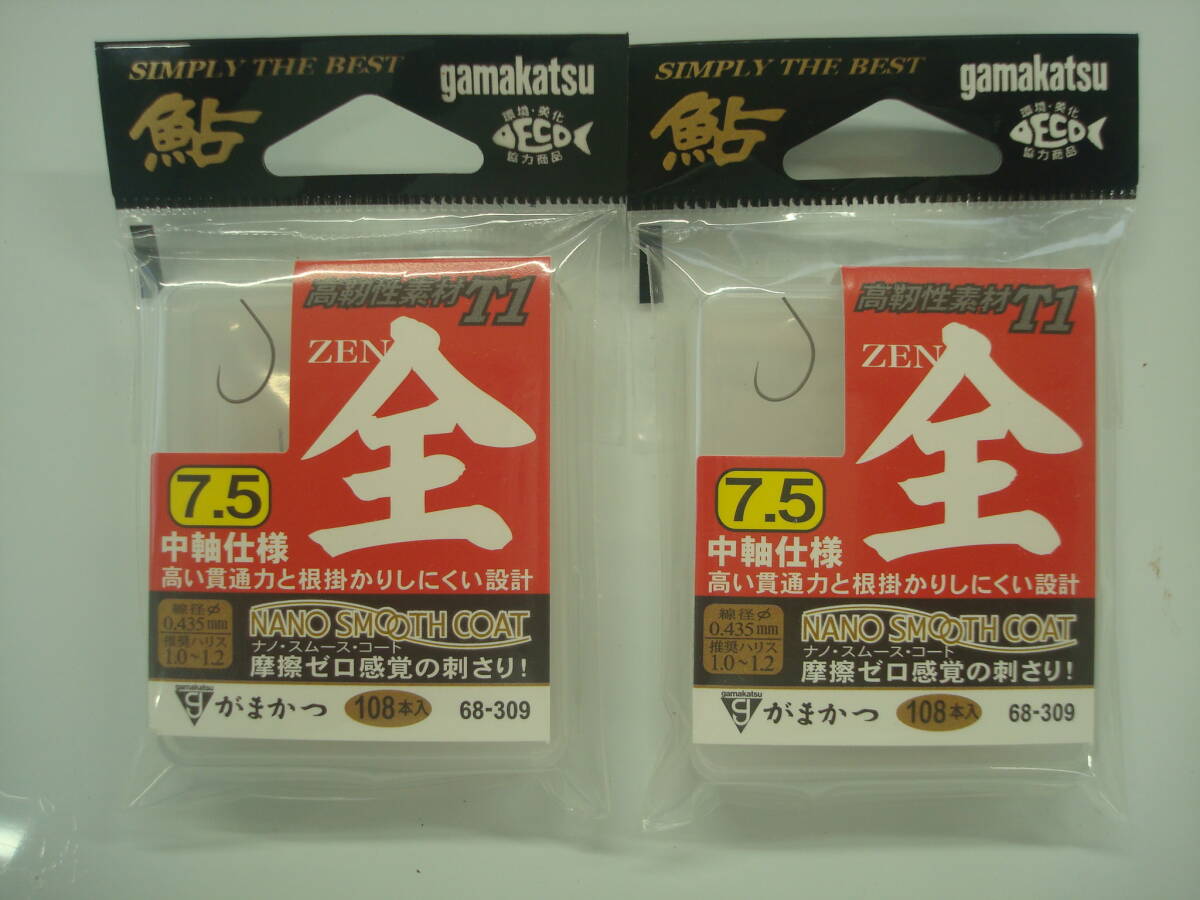 SIMPLY THE BEST
gamakatsu
鮎
環境・美化
ECO
協力商品
高靭性素材T1
ZEN
全
7.5
中軸仕様
高い貫通力と根掛かりしにくい設計
線径φ
0.435mm
推奨ハリス
1.0~1.2
NANO SMOOTH COAT
ナノ・スムース・コート
摩擦ゼロ感覚の刺さり!
gamakatsu
g がまかつ 108本入 68-309
SIMPLY THE BEST
gamakatsu
鮎
環境・美化
ECO
協力商品
高靭性素材T1
ZEN
全
7.5
中軸仕様
高い貫通力と根掛かりしにくい設計
線径φ
0.435mm
推奨ハリス
1.0~1.2
NANO SMOOTH COAT
ナノ・スムース・コート
摩擦ゼロ感覚の刺さり!
gamakatsu
g がまかつ 108本入 68-309